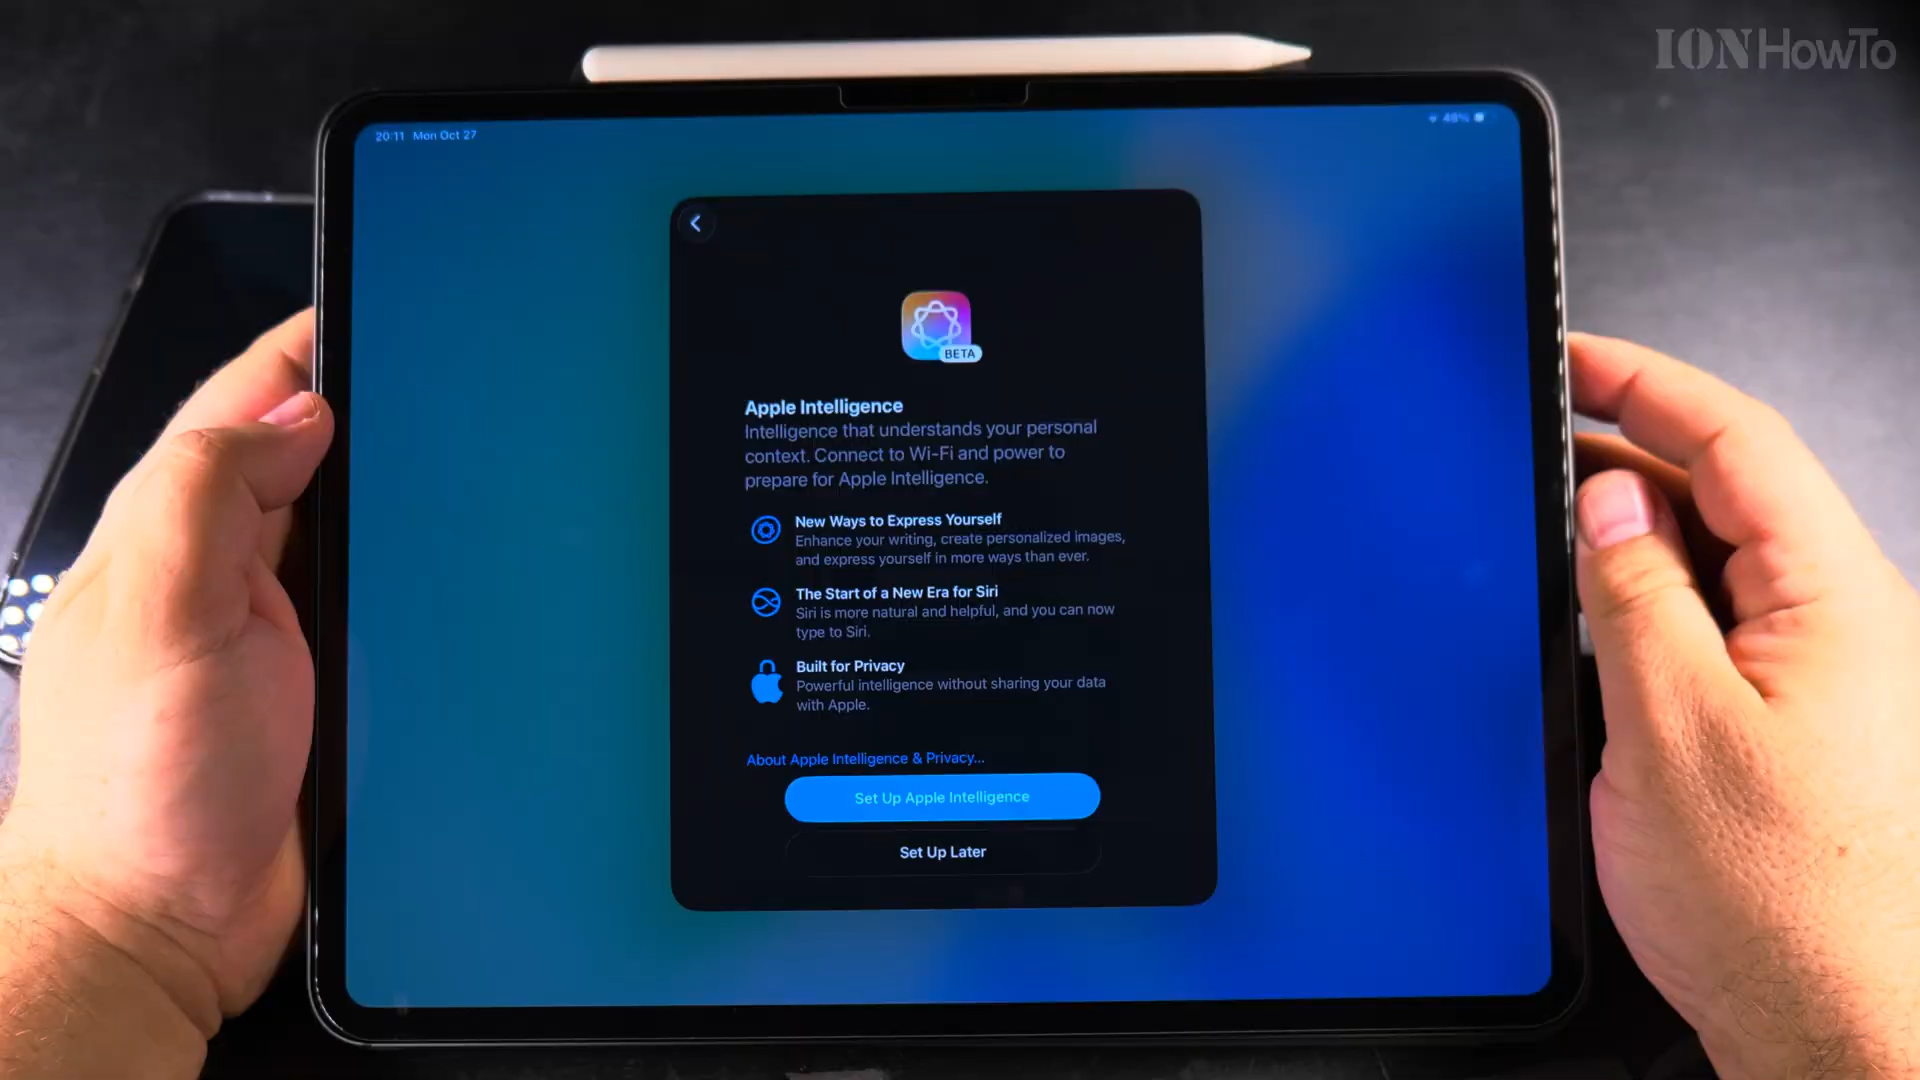 IONHowTo
20:11 Mon Oct 27
48%
BETA
Apple Intelligence
Intelligence that understands your personal
context. Connect to Wi-Fi and power to
prepare for Apple Intelligence.
New Ways to Express Yourself
Enhance your writing, create personalized images,
and express yourself in more ways than ever.
The Start of a New Era for Siri
Siri is more natural and helpful, and you can now
type to Siri.
Built for Privacy
Powerful intelligence without sharing your data
with Apple.
About Apple Intelligence & Privacy...
Set Up Apple Intelligence
Set Up Later